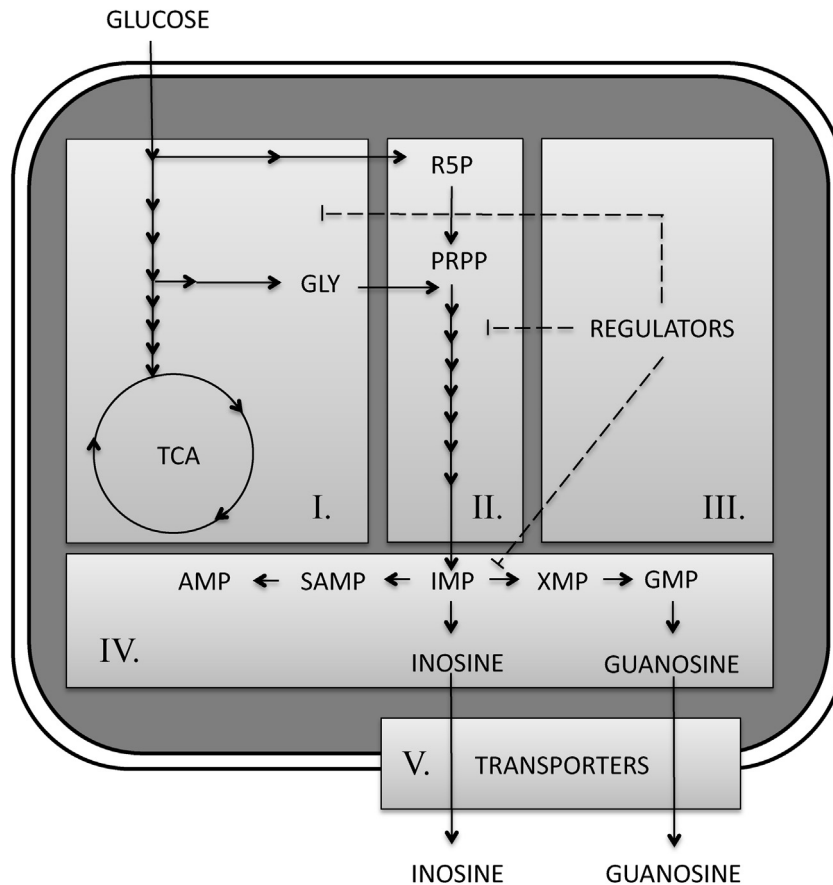 GLUCOSE
R5P
PRPP
GLY
REGULATORS
TCA
I.
II.
III.
AMP
SAMP
IMP
XMP
GMP
IV.
INOSINE
GUANOSINE
V.
TRANSPORTERS
INOSINE
GUANOSINE